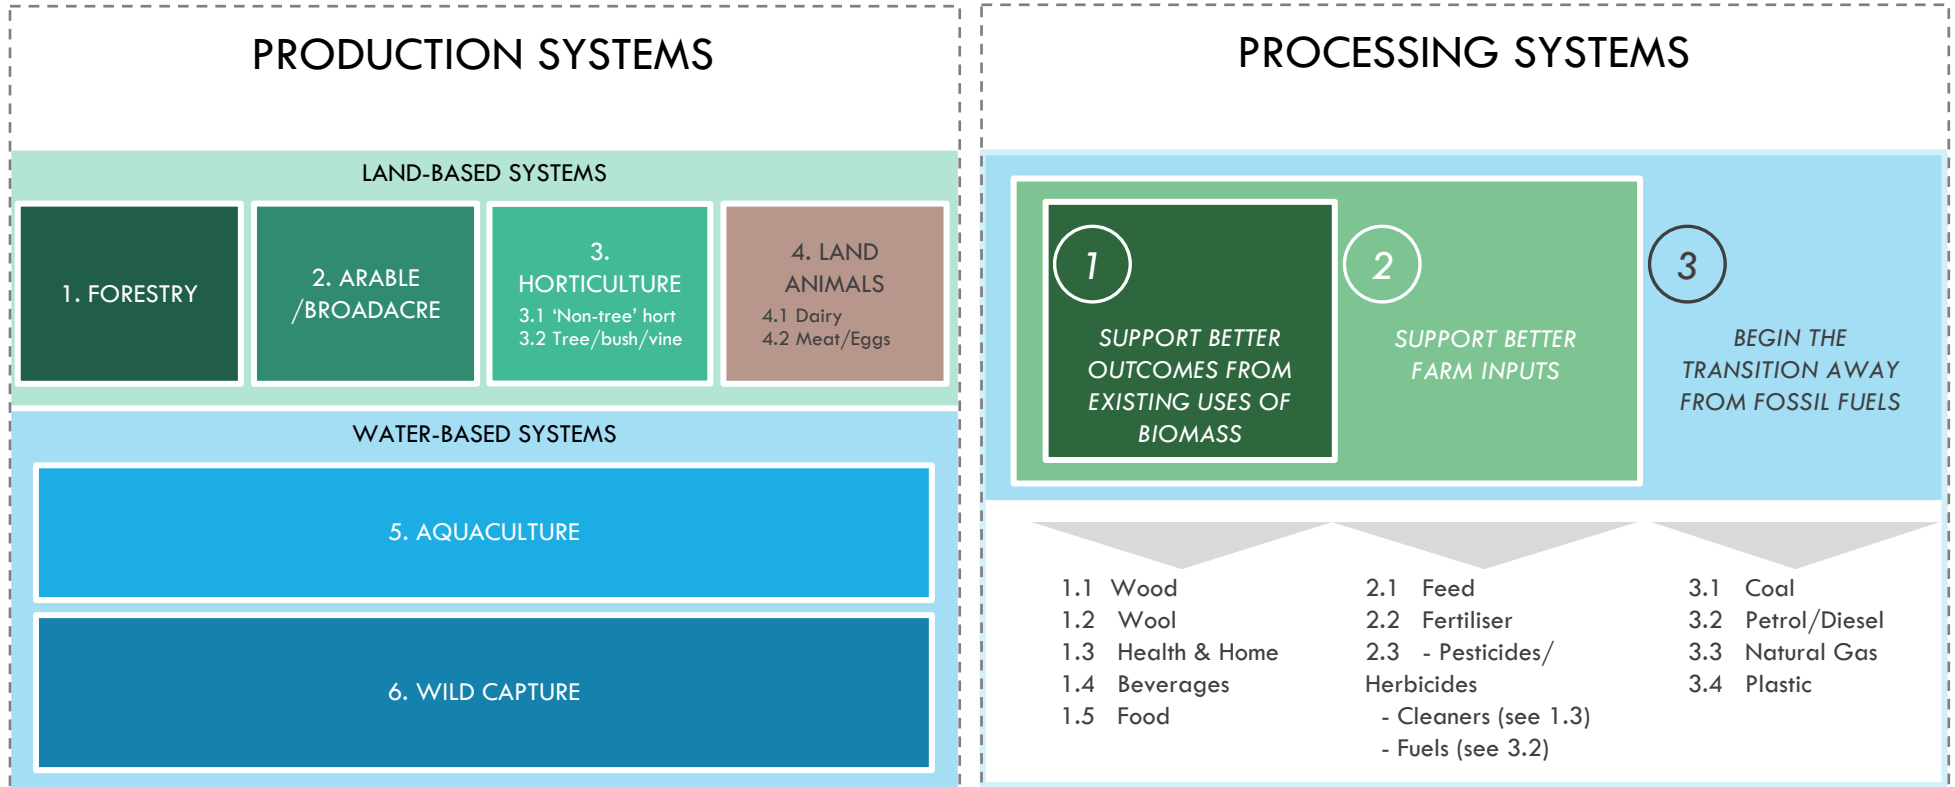 PRODUCTION SYSTEMS
LAND-BASED SYSTEMS
1. FORESTRY
2. ARABLE
/BROADACRE
3.
HORTICULTURE
3.1 ‘Non-tree’ hort
3.2 Tree/bush/vine
4. LAND
ANIMALS
4.1 Dairy
4.2 Meat/Eggs
WATER-BASED SYSTEMS
5. AQUACULTURE
6. WILD CAPTURE
PROCESSING SYSTEMS
1
SUPPORT BETTER
OUTCOMES FROM
EXISTING USES OF
BIOMASS
2
SUPPORT BETTER
FARM INPUTS
3
BEGIN THE
TRANSITION AWAY
FROM FOSSIL FUELS
1.1 Wood
1.2 Wool
1.3 Health & Home
1.4 Beverages
1.5 Food
2.1 Feed
2.2 Fertiliser
2.3 - Pesticides/
Herbicides
- Cleaners (see 1.3)
- Fuels (see 3.2)
3.1 Coal
3.2 Petrol/Diesel
3.3 Natural Gas
3.4 Plastic